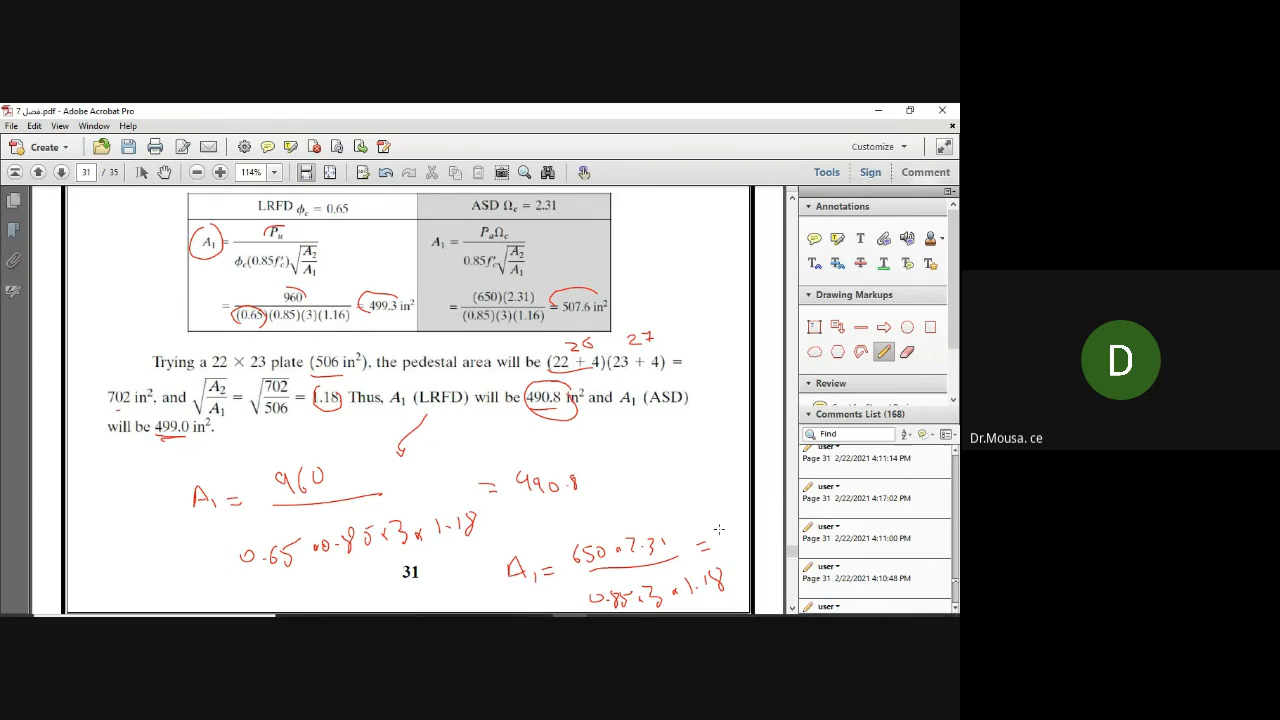 فصل 7.pdf - Adobe Acrobat Pro
File Edit View Window Help
Create
Customize
31 / 35
114%
Tools Sign Comment
LRFD ϕc = 0.65
ASD Ωc = 2.31
A1 = Pu / ϕc(0.85f′c)√(A2/A1)
A1 = PaΩc / 0.85f′c√(A2/A1)
= 960 / (0.65)(0.85)(3)(1.16) = 499.3 in²
= (650)(2.31) / (0.85)(3)(1.16) = 507.6 in²
26 27
Trying a 22 × 23 plate (506 in²), the pedestal area will be (22 + 4)(23 + 4) =
702 in², and √(A2/A1) = √(702/506) = 1.18. Thus, A1 (LRFD) will be 490.8 in² and A1 (ASD)
will be 499.0 in².
A1 = 960 / 0.65 × 0.85 × 3 × 1.18 = 490.8
A1 = 650 × 2.31 / 0.85 × 3 × 1.18 =
31
Annotations
Drawing Markups
Review
Comments List (168)
Find
user
Page 31 2/22/2021 4:11:14 PM
user
Page 31 2/22/2021 4:17:02 PM
user
Page 31 2/22/2021 4:11:00 PM
user
Page 31 2/22/2021 4:10:48 PM
user
D
Dr.Mousa. ce